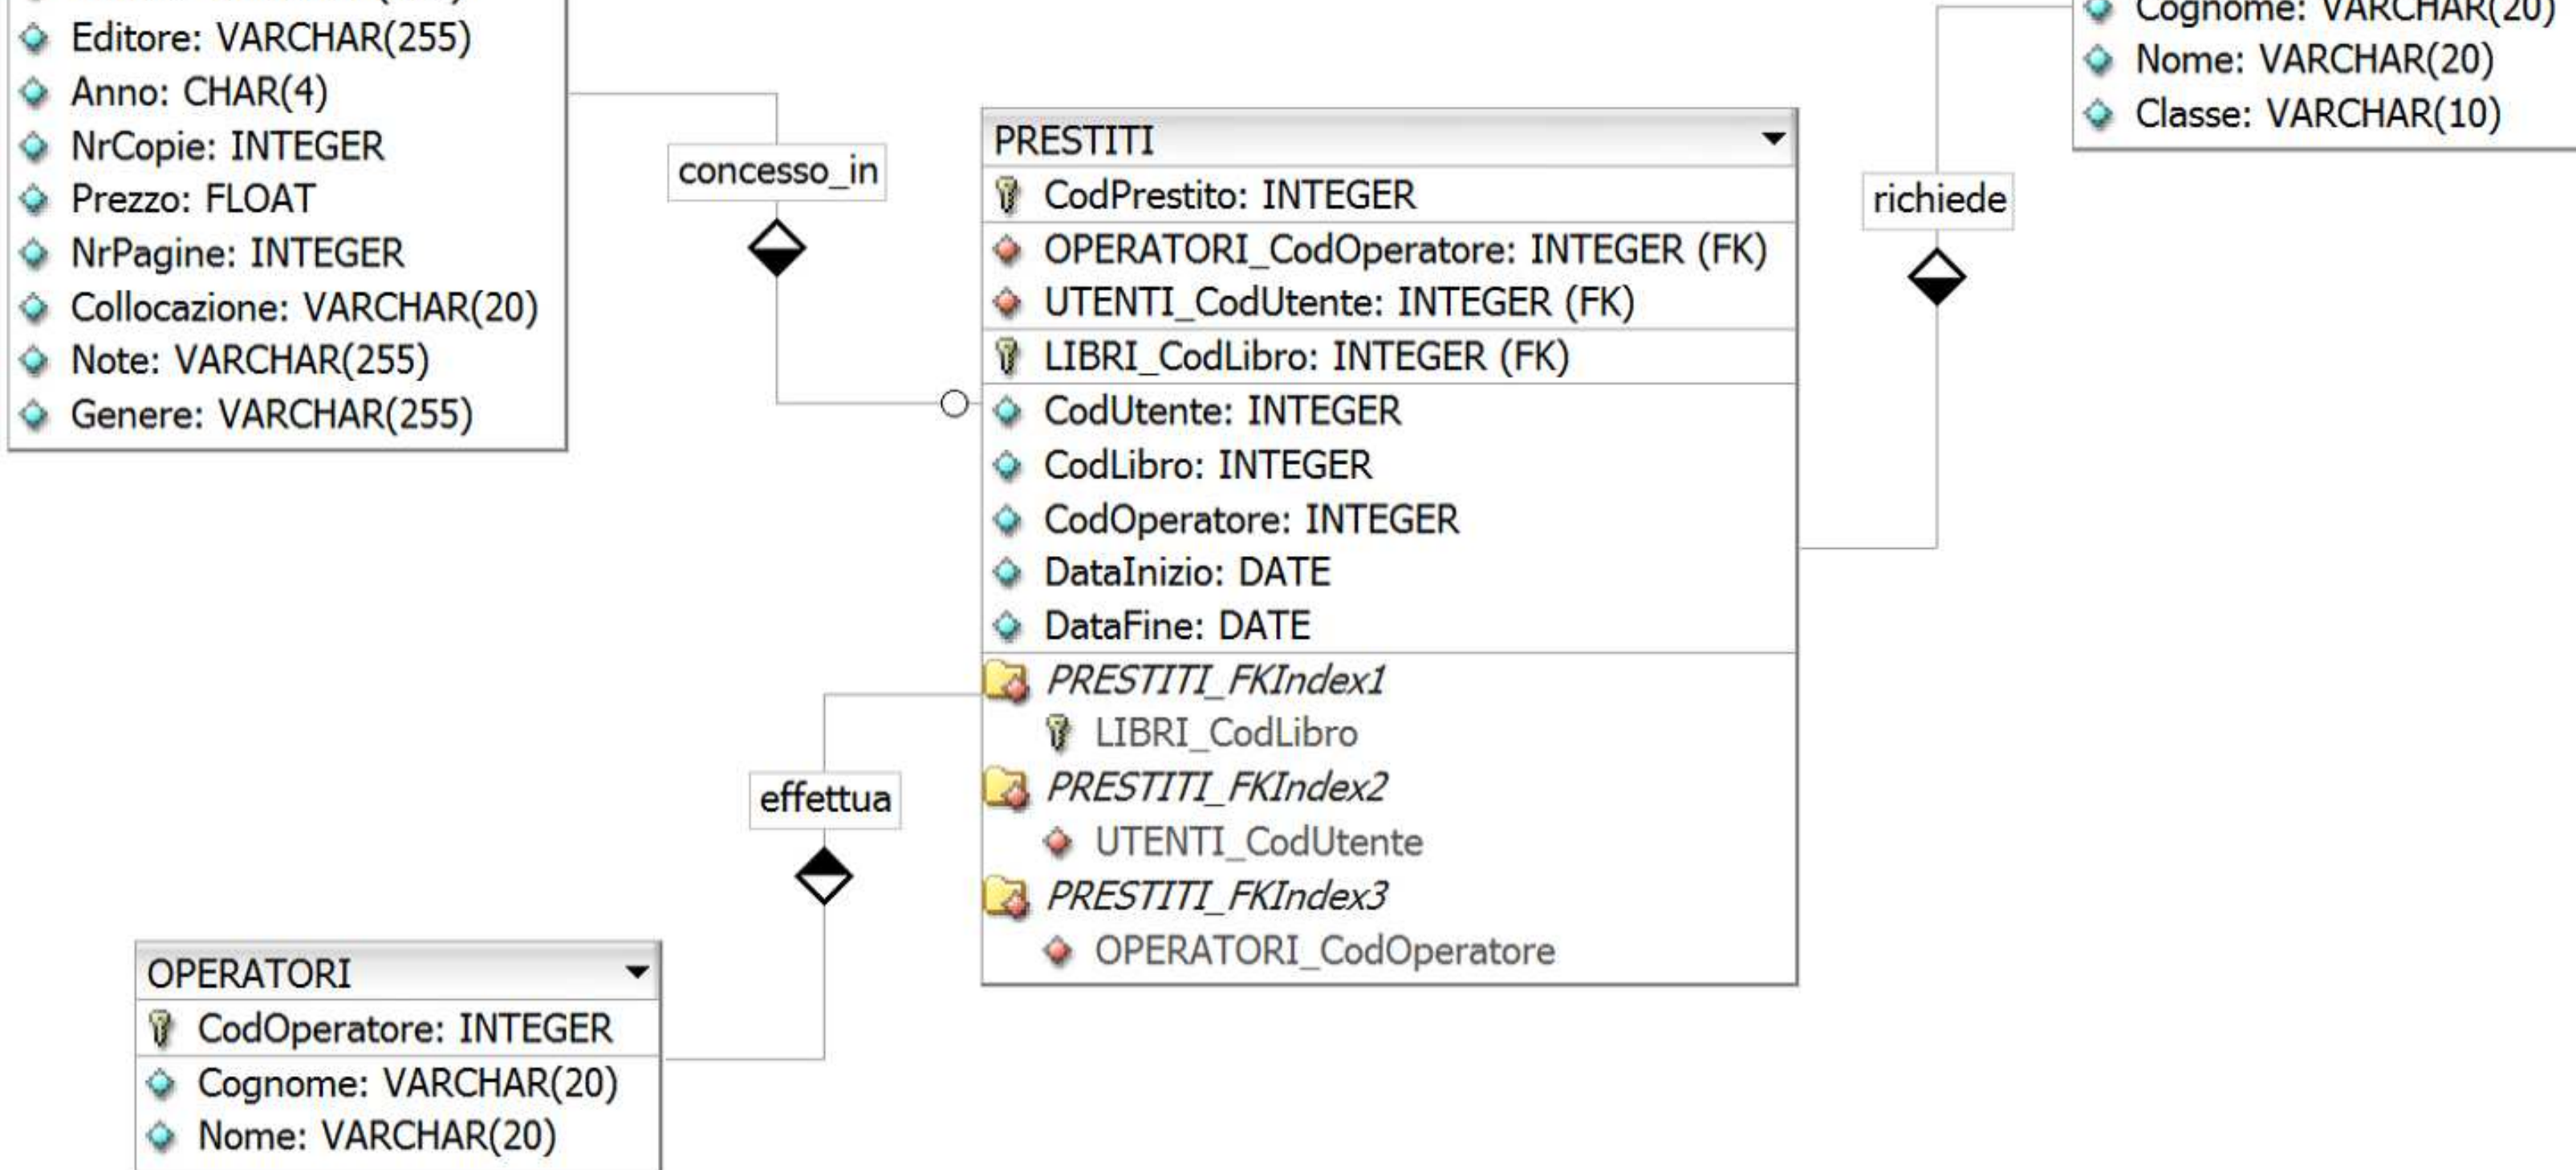 Editore: VARCHAR(255)
Anno: CHAR(4)
NrCopie: INTEGER
Prezzo: FLOAT
NrPagine: INTEGER
Collocazione: VARCHAR(20)
Note: VARCHAR(255)
Genere: VARCHAR(255)
concesso_in
PRESTITI
CodPrestito: INTEGER
OPERATORI_CodOperatore: INTEGER (FK)
UTENTI_CodUtente: INTEGER (FK)
LIBRI_CodLibro: INTEGER (FK)
CodUtente: INTEGER
CodLibro: INTEGER
CodOperatore: INTEGER
DataInizio: DATE
DataFine: DATE
PRESTITI_FKIndex1
LIBRI_CodLibro
PRESTITI_FKIndex2
UTENTI_CodUtente
PRESTITI_FKIndex3
OPERATORI_CodOperatore
Cognome: VARCHAR(20)
Nome: VARCHAR(20)
Classe: VARCHAR(10)
richiede
effettua
OPERATORI
CodOperatore: INTEGER
Cognome: VARCHAR(20)
Nome: VARCHAR(20)